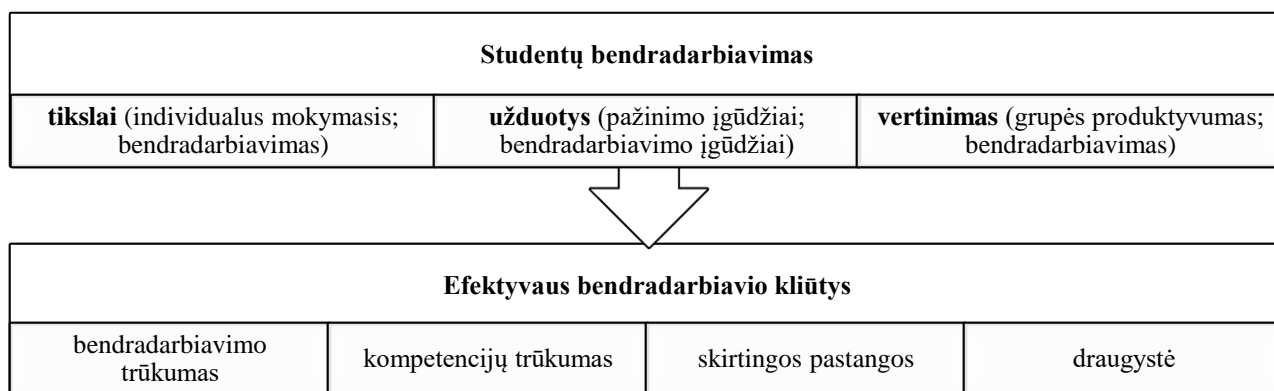 Studentų bendradarbiavimas
tikslai (individualus mokymasis;
bendradarbiavimas)
užduotys (pažinimo įgūdžiai;
bendradarbiavimo įgūdžiai)
vertinimas (grupės produktyvumas;
bendradarbiavimas)
Efektyvaus bendradarbiavio kliūtys
bendradarbiavimo
trūkumas
kompetencijų trūkumas
skirtingos pastangos
draugystė